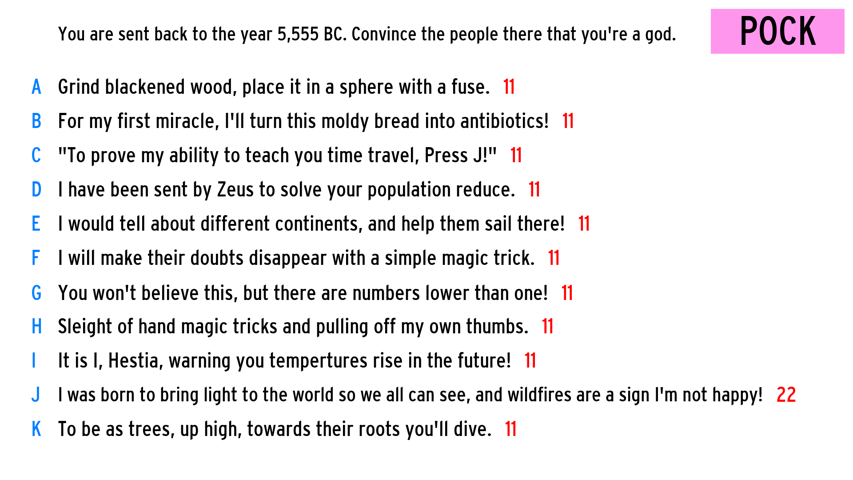 You are sent back to the year 5,555 BC. Convince the people there that you're a god.
POCK
A Grind blackened wood, place it in a sphere with a fuse. 11
B For my first miracle, I'll turn this moldy bread into antibiotics! 11
C "To prove my ability to teach you time travel, Press J!" 11
D I have been sent by Zeus to solve your population reduce. 11
E I would tell about different continents, and help them sail there! 11
F I will make their doubts disappear with a simple magic trick. 11
G You won't believe this, but there are numbers lower than one! 11
H Sleight of hand magic tricks and pulling off my own thumbs. 11
I It is I, Hestia, warning you tempertures rise in the future! 11
J I was born to bring light to the world so we all can see, and wildfires are a sign I'm not happy! 22
K To be as trees, up high, towards their roots you'll dive. 11